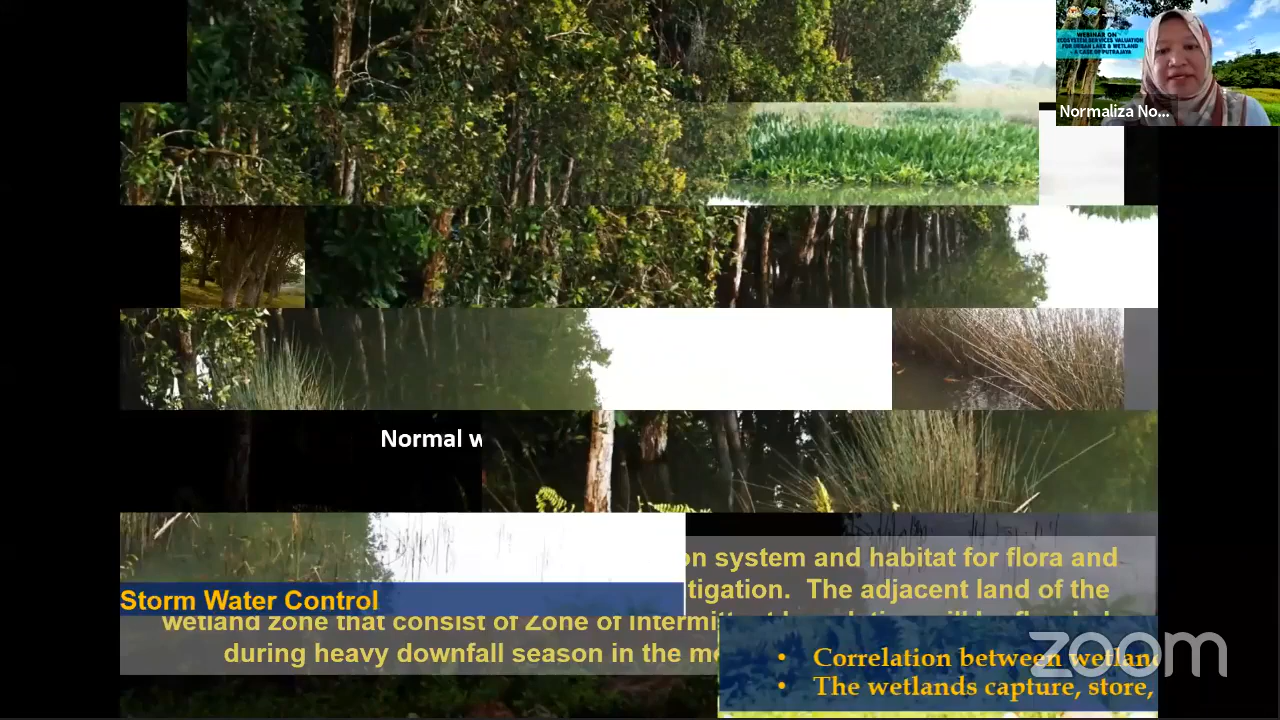 WEBINAR ON
ECOSYSTEM SERVICES VALUATION
FOR URBAN LAKE & WETLAND
- A CASE OF PUTRAJAYA
Normaliza No...
Normal w
on system and habitat for flora and
tigation. The adjacent land of the
Storm Water Control
wetland zone that consist of Zone of
during heavy downfall season in the
Correlation between wetland
The wetlands capture, store,
zoom